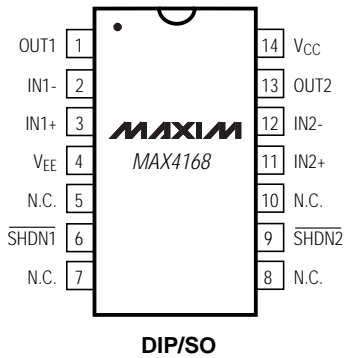 OUT1 1 14 VCC
IN1- 2 13 OUT2
IN1+ 3 MAXIM 12 IN2-
VEE 4 MAX4168 11 IN2+
N.C. 5 10 N.C.
SHDN1 6 9 SHDN2
N.C. 7 8 N.C.
DIP/SO